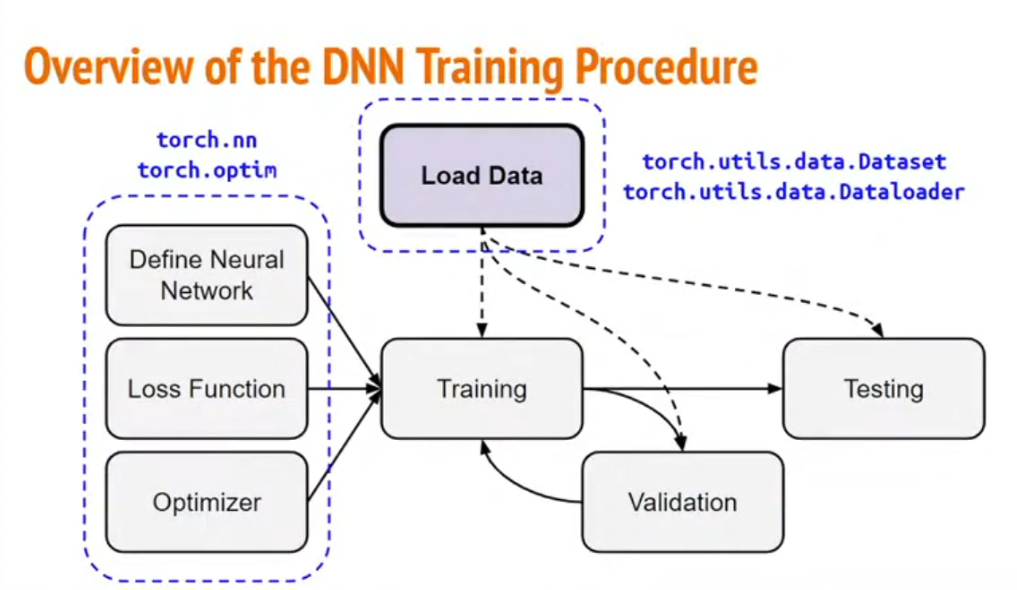 Overview of the DNN Training Procedure
torch.nn
torch.optim
Load Data
torch.utils.data.Dataset
torch.utils.data.Dataloader
Define Neural
Network
Loss Function
Optimizer
Training
Validation
Testing